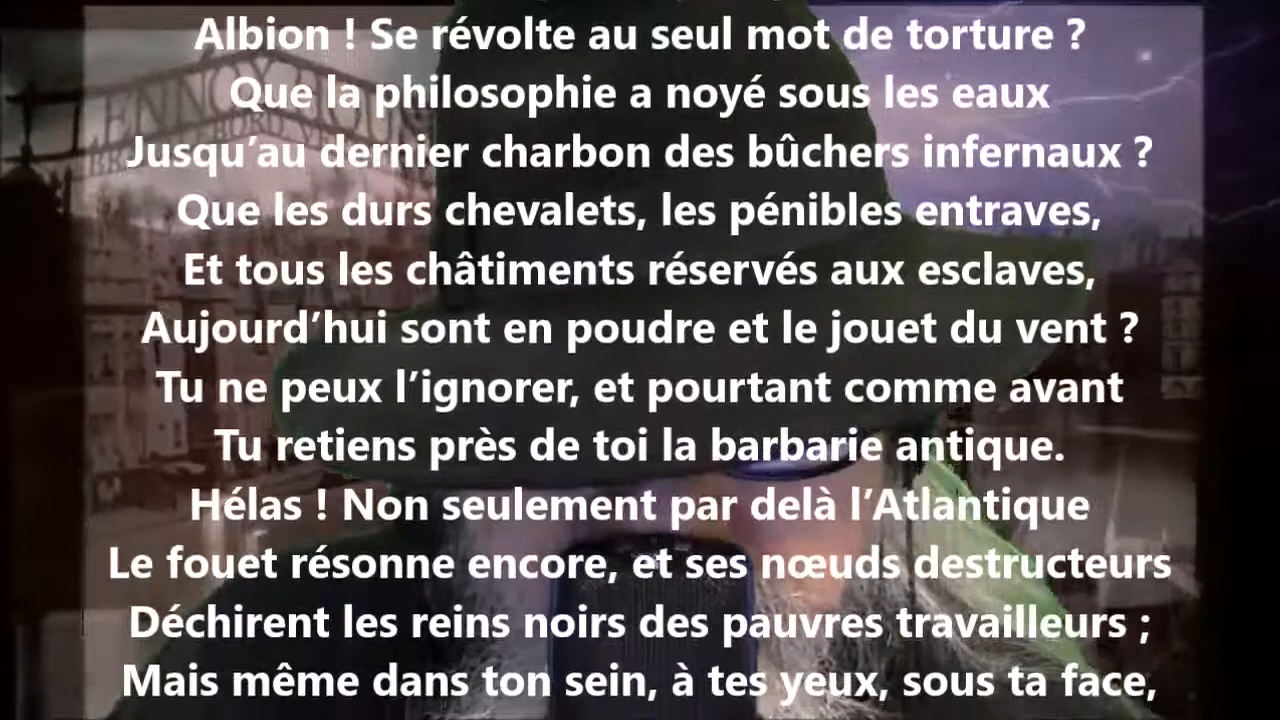 Albion ! Se révolte au seul mot de torture ?
Que la philosophie a noyé sous les eaux
Jusqu’au dernier charbon des bûchers infernaux ?
Que les durs chevalets, les pénibles entraves,
Et tous les châtiments réservés aux esclaves,
Aujourd’hui sont en poudre et le jouet du vent ?
Tu ne peux l’ignorer, et pourtant comme avant
Tu retiens près de toi la barbarie antique.
Hélas ! Non seulement par delà l’Atlantique
Le fouet résonne encore, et ses nœuds destructeurs
Déchirent les reins noirs des pauvres travailleurs ;
Mais même dans ton sein, à tes yeux, sous ta face,